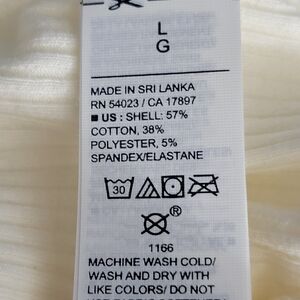 L
G
MADE IN SRI LANKA
RN 54023 / CA 17897
■ US : SHELL: 57%
COTTON, 38%
POLYESTER, 5%
SPANDEX/ELASTANE
30
®
1166
MACHINE WASH COLD/
WASH AND DRY WITH
LIKE COLORS/ DO NOT